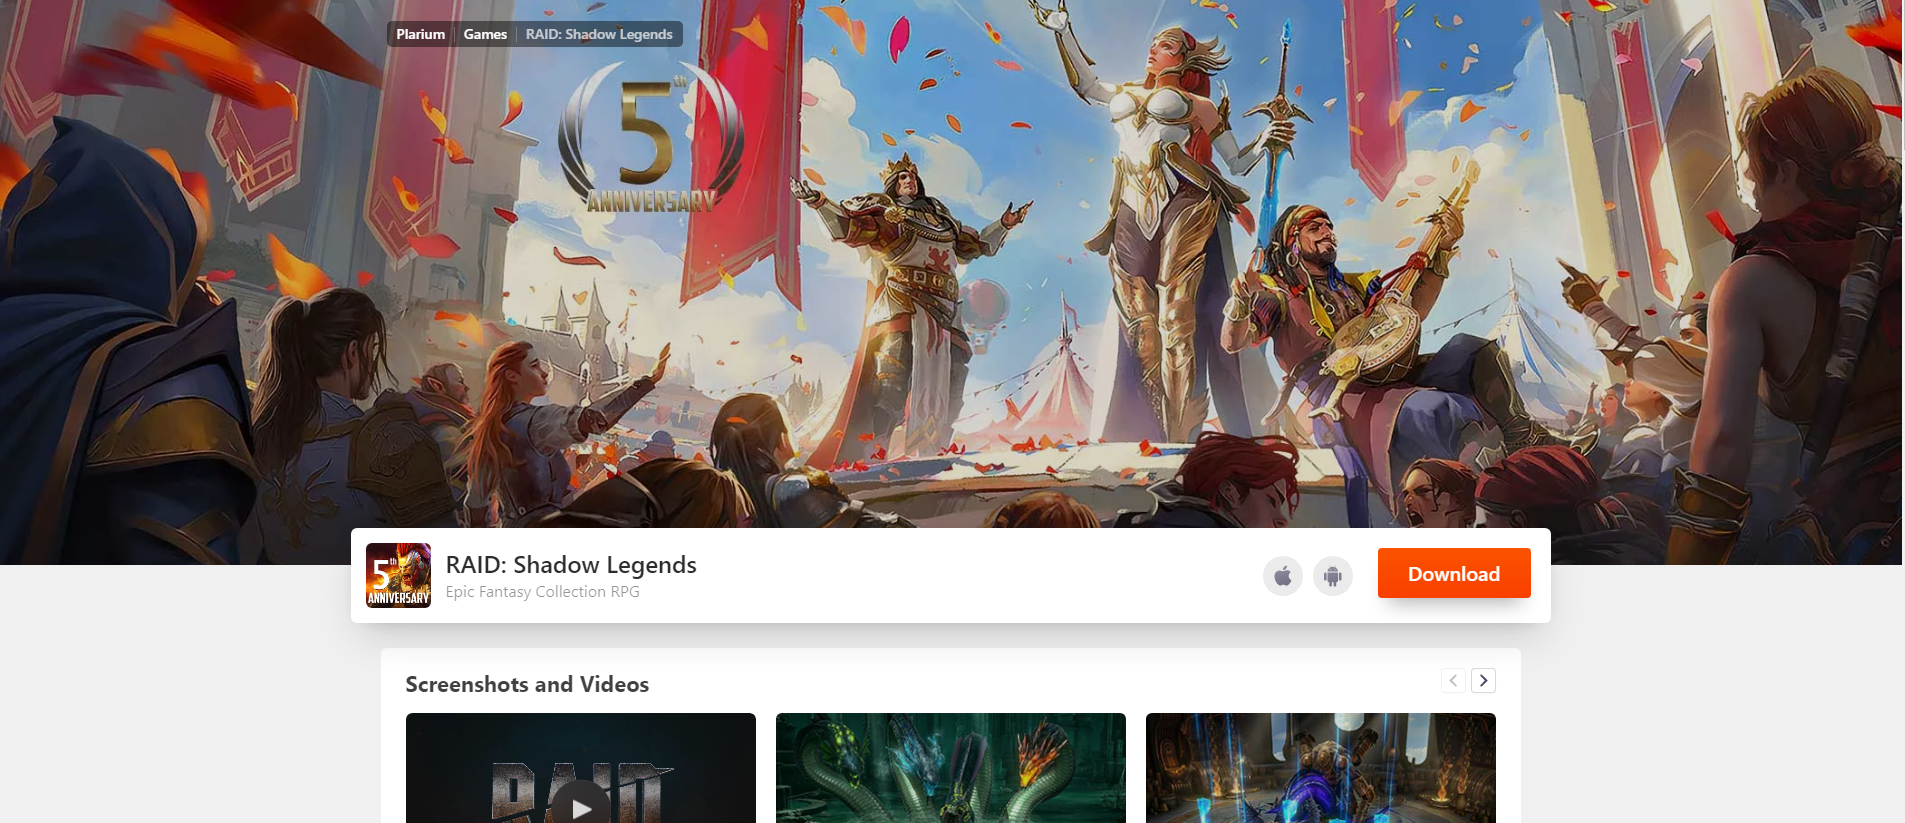 Plarium
Games
RAID: Shadow Legends
5th
ANNIVERSARY
5th
ANNIVERSARY
RAID: Shadow Legends
Epic Fantasy Collection RPG
Download
Screenshots and Videos
RAID